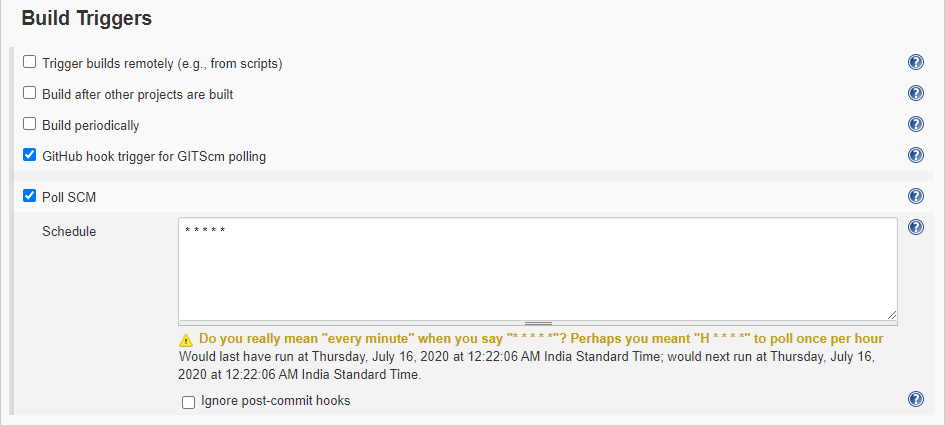 Build Triggers
Trigger builds remotely (e.g., from scripts)
Build after other projects are built
Build periodically
GitHub hook trigger for GITScm polling
Poll SCM
Schedule
* * * * *
Do you really mean "every minute" when you say "* * * * *"? Perhaps you meant "H * * * *" to poll once per hour
Would last have run at Thursday, July 16, 2020 at 12:22:06 AM India Standard Time; would next run at Thursday, July 16,
2020 at 12:22:06 AM India Standard Time.
Ignore post-commit hooks